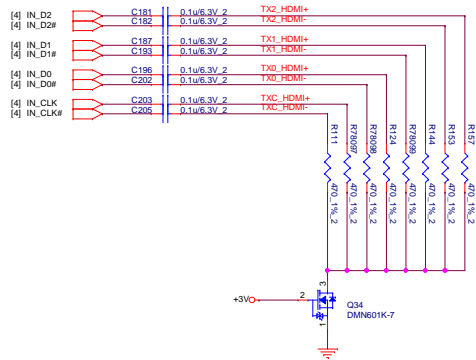 [4] IN_D2 C181 0.1u/6.3V_2 TX2_HDMI+
[4] IN_D2# C182 0.1u/6.3V_2 TX2_HDMI-
[4] IN_D1 C187 0.1u/6.3V_2 TX1_HDMI+
[4] IN_D1# C193 0.1u/6.3V_2 TX1_HDMI-
[4] IN_D0 C196 0.1u/6.3V_2 TX0_HDMI+
[4] IN_D0# C202 0.1u/6.3V_2 TX0_HDMI-
[4] IN_CLK C203 0.1u/6.3V_2 TXC_HDMI+
[4] IN_CLK# C205 0.1u/6.3V_2 TXC_HDMI-
R111 R78097 R78098 R124 R78099 R144 R153 R157
470_1%_2 470_1%_2 470_1%_2 470_1%_2 470_1%_2 470_1%_2 470_1%_2 470_1%_2
3
+3V 2
Q34
DMN601K-7
1